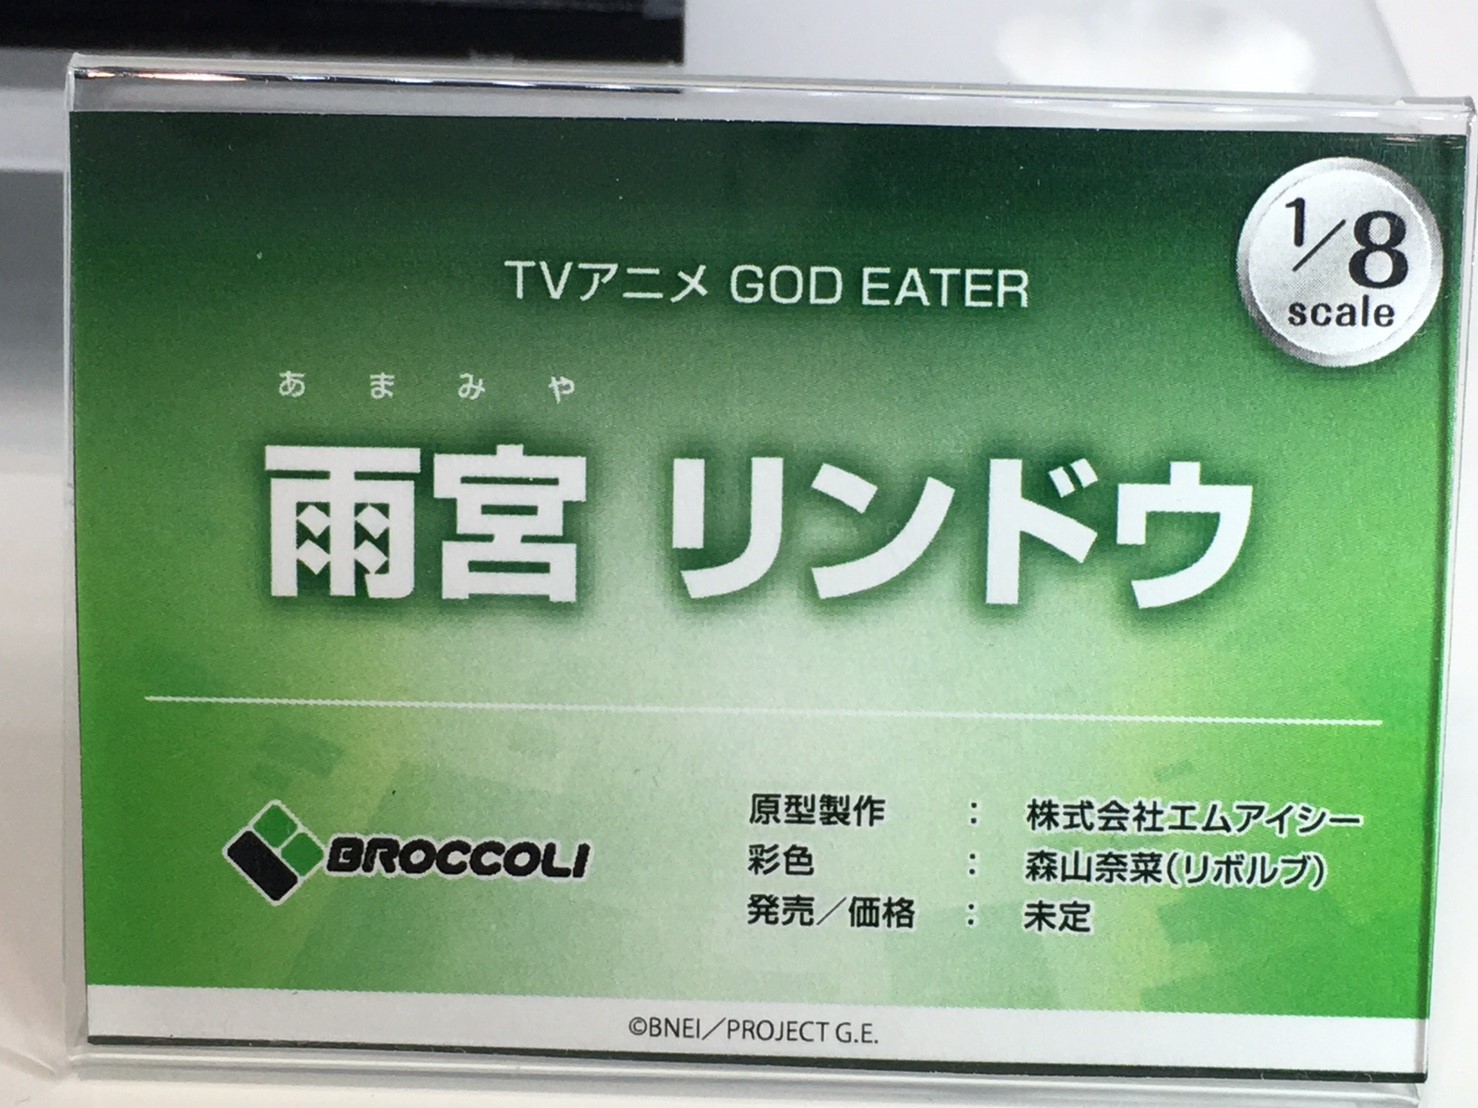 1/8
scale
TVアニメ GOD EATER
あまみや
雨宮 リンドウ
BROCCOLI
原型製作 : 株式会社エムアイシー
彩色 : 森山奈菜(リボルブ)
発売/価格 : 未定
©BNEI/PROJECT G.E.